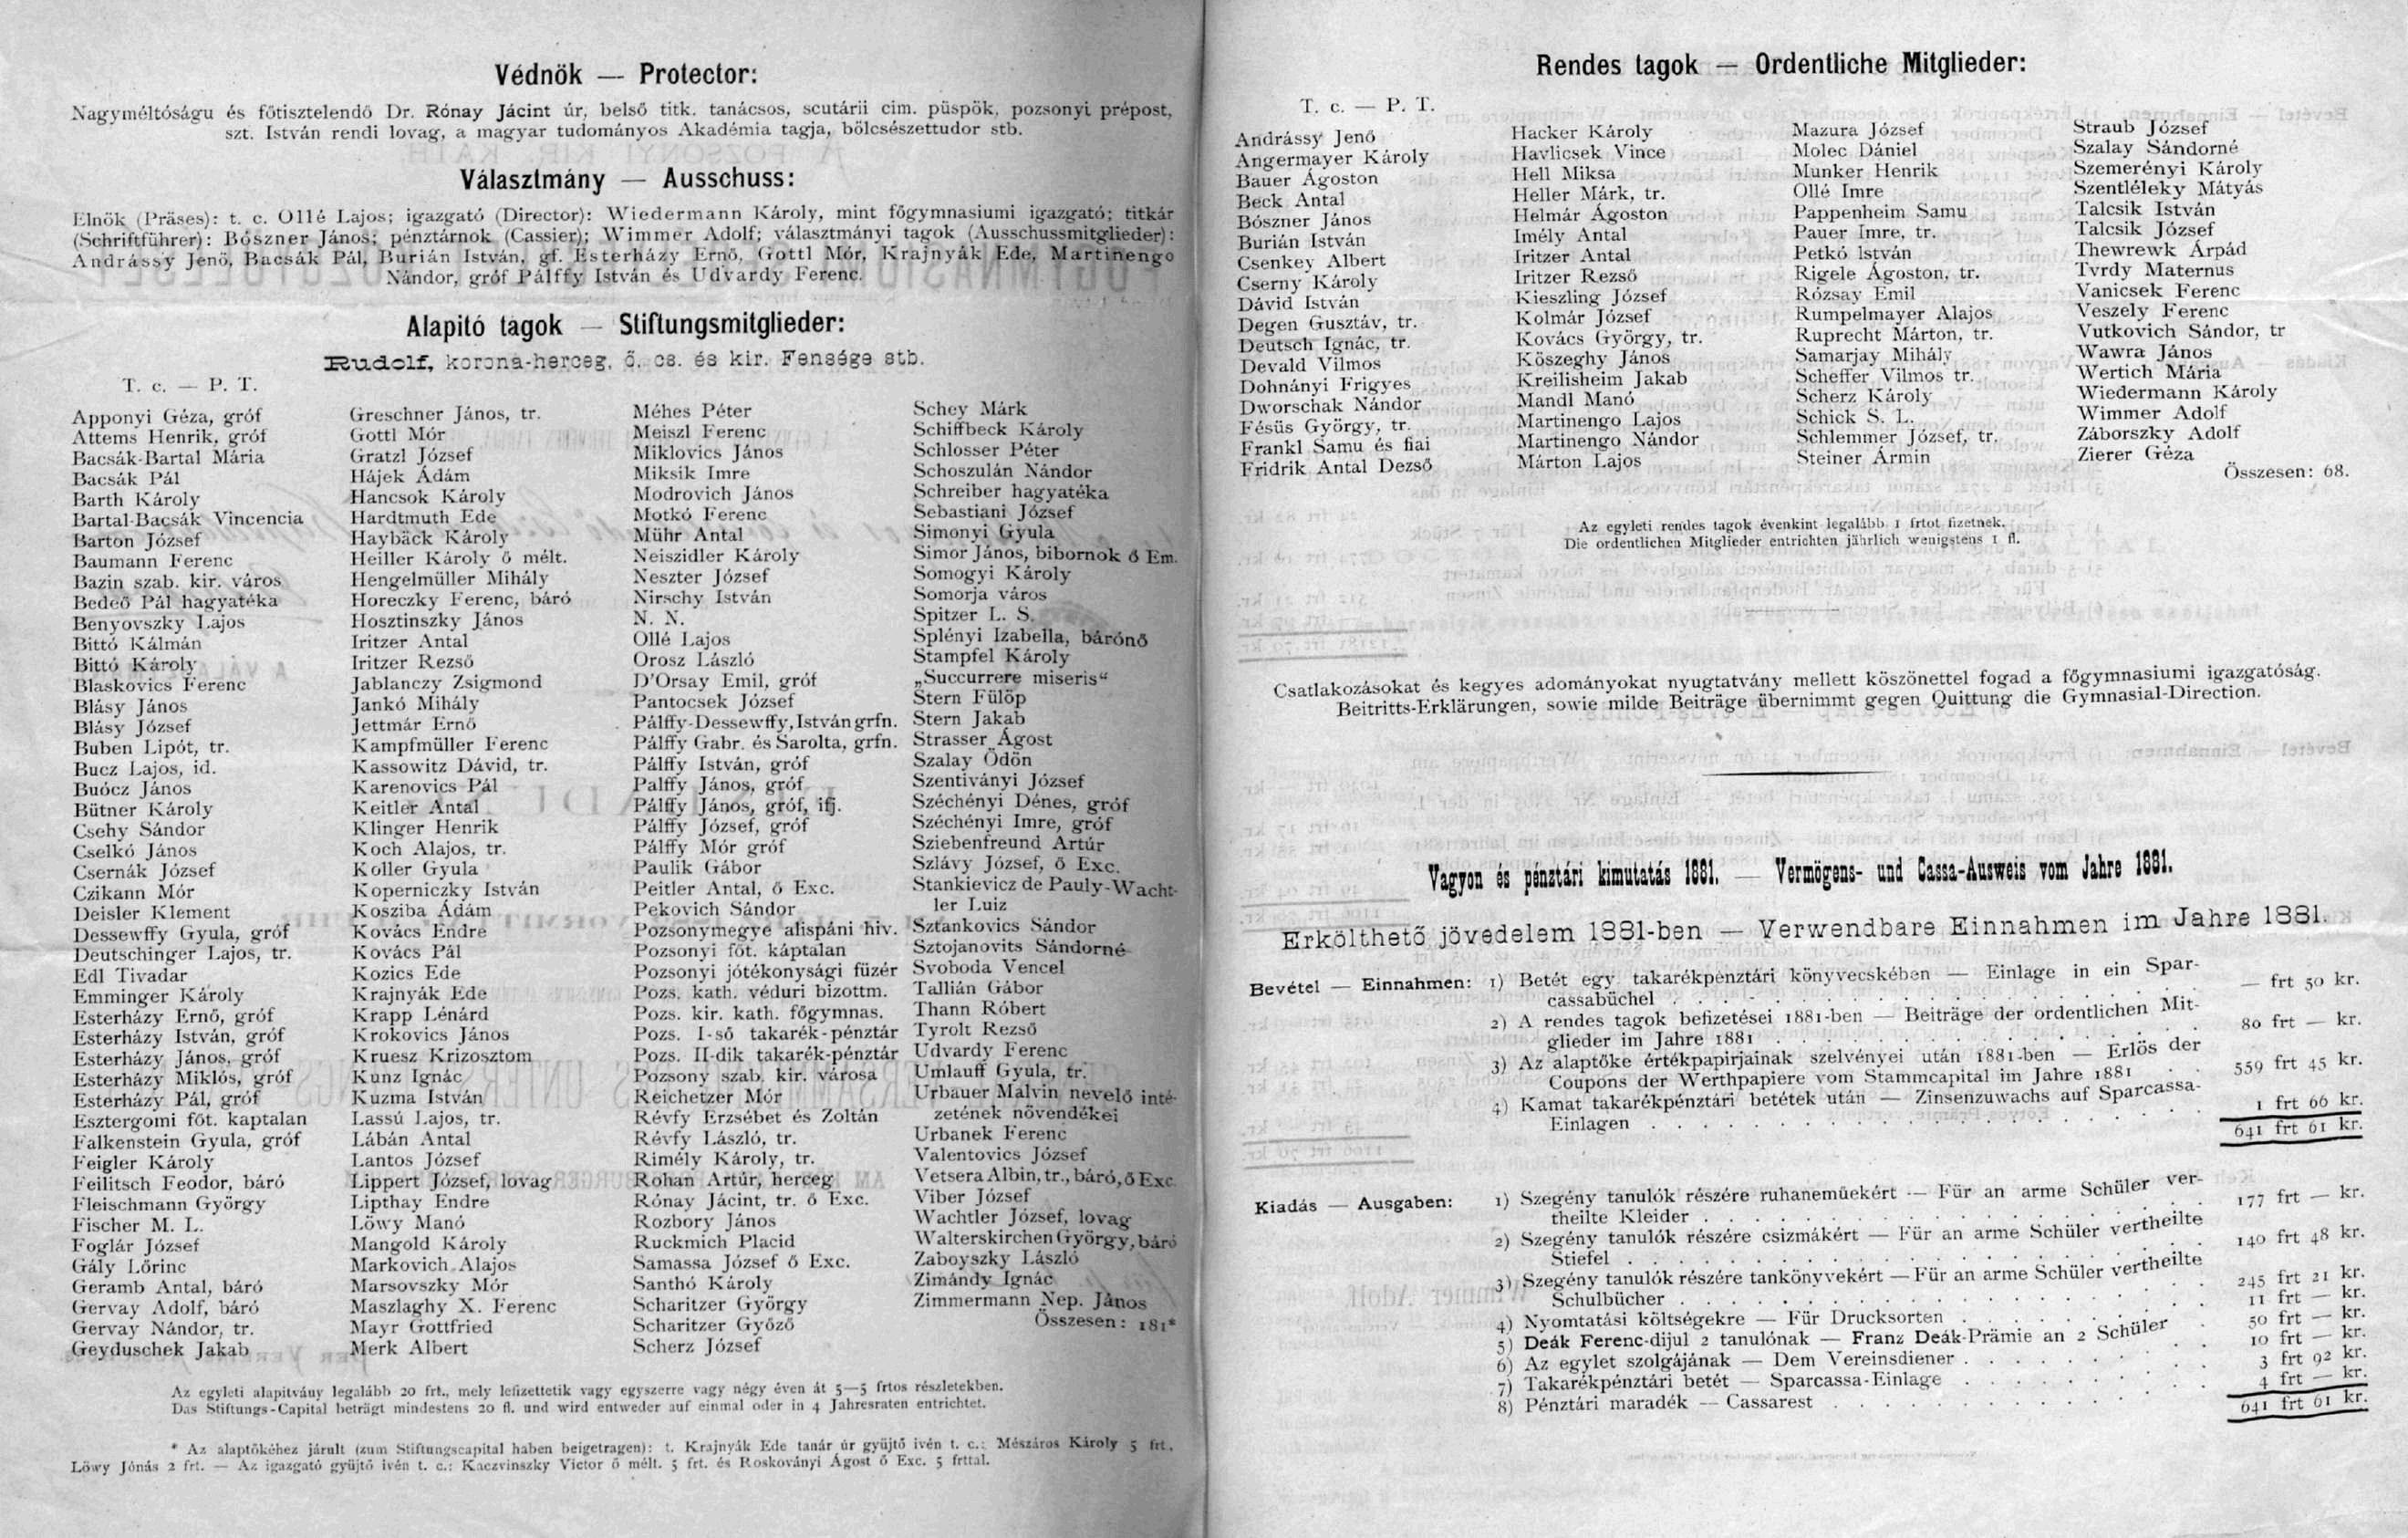 Védnök — Protector:
Nagyméltóságu és főtisztelendő Dr. Rónay Jácint úr, belső titk. tanácsos, scutárii cim. püspök, pozsonyi prépost,
szt. István rendi lovag, a magyar tudományos Akadémia tagja, bölcsészettudor stb.
Választmány — Ausschuss:
Elnök (Präses): t. c. Ollé Lajos; igazgató (Director): Wiedermann Károly, mint főgymnasiumi igazgató; titkár
(Schriftführer): Bószner János; pénztárnok (Cassier); Wimmer Adolf; választmányi tagok (Ausschussmitglieder):
Andrássy Jenő, Bacsák Pál, Burián István, gf. Esterházy Ernő, Gottl Mór, Krajnyák Ede, Martinengo
Nándor, gróf Pálffy István és Udvardy Ferenc.
Alapitó tagok — Stiftungsmitglieder:
Rudolf, korona-herceg, ő. cs. és kir. Fensége stb.
T. c. — P. T.
Apponyi Géza, gróf
Attems Henrik, gróf
Bacsák-Bartal Mária
Bacsák Pál
Barth Károly
Bartal-Bacsák Vincencia
Barton József
Baumann Ferenc
Bazin szab. kir. város
Bedeő Pál hagyatéka
Benyovszky Lajos
Bittó Kálmán
Bittó Károly
Blaskovics Ferenc
Blásy János
Blásy József
Buben Lipót, tr.
Bucz Lajos, id.
Buócz János
Bütner Károly
Csehy Sándor
Cselkó János
Csernák József
Czikann Mór
Deisler Klement
Dessewffy Gyula, gróf
Deutschinger Lajos, tr.
Edl Tivadar
Emminger Károly
Esterházy Ernő, gróf
Esterházy István, gróf
Esterházy János, gróf
Esterházy Miklós, gróf
Esterházy Pál, gróf
Esztergomi főt. kaptalan
Falkenstein Gyula, gróf
Feigler Károly
Feilitsch Feodor, báró
Fleischmann György
Fischer M. L.
Foglár József
Gály Lőrinc
Geramb Antal, báró
Gervay Adolf, báró
Gervay Nándor, tr.
Geyduschek Jakab
Greschner János, tr.
Gottl Mór
Gratzl József
Hájek Ádám
Hancsok Károly
Hardtmuth Ede
Haybäck Károly
Heiller Károly ő mélt.
Hengelmüller Mihály
Horeczky Ferenc, báró
Hosztinszky János
Iritzer Antal
Iritzer Rezső
Jablanczy Zsigmond
Jankó Mihály
Jettmár Ernő
Kampfmüller Ferenc
Kassowitz Dávid, tr.
Karenovics Pál
Keitler Antal
Klinger Henrik
Koch Alajos, tr.
Koller Gyula
Koperniczky István
Kosziba Ádám
Kovács Endre
Kovács Pál
Kozics Ede
Krajnyák Ede
Krapp Lénárd
Krokovics János
Kruesz Krizosztom
Kunz Ignác
Kuzma István
Lassú Lajos, tr.
Lábán Antal
Lantos József
Lippert József, lovag
Lipthay Endre
Löwy Manó
Mangold Károly
Markovich Alajos
Marsovszky Mór
Maszlaghy X. Ferenc
Mayr Gottfried
Merk Albert
Méhes Péter
Meiszl Ferenc
Miklovics János
Miksik Imre
Modrovich János
Motkó Ferenc
Mühr Antal
Neiszidler Károly
Neszter József
Nirschy István
N. N.
Ollé Lajos
Orosz László
D'Orsay Emil, gróf
Pantocsek József
Pálffy-Dessewffy, István grfn.
Pálffy Gabr. és Sarolta, grfn.
Pálffy István, gróf
Palffy János, gróf
Pálffy János, gróf, ifj.
Pálffy József, gróf
Pálffy Mór gróf
Paulik Gábor
Peitler Antal, ő Exc.
Pekovich Sándor
Pozsonymegye alispáni hiv.
Pozsonyi főt. káptalan
Pozsonyi jótékonysági füzér
Pozs. kath. véduri bizottm.
Pozs. kir. kath. főgymnas.
Pozs. I-ső takarék-pénztár
Pozs. II-dik takarék-pénztár
Pozsony szab. kir. városa
Reichetzer Mór
Révfy Erzsébet és Zoltán
Révfy László, tr.
Rimély Károly, tr.
Rohan Artúr, herceg
Rónay Jácint, tr. ő Exc.
Rozbory János
Ruckmich Placid
Samassa József ő Exc.
Santhó Károly
Scharitzer György
Scharitzer Győző
Scherz József
Schey Márk
Schiffbeck Károly
Schlosser Péter
Schoszulán Nándor
Schreiber hagyatéka
Sebastiani József
Simonyi Gyula
Simor János, bibornok ő Em.
Somogyi Károly
Somorja város
Spitzer L. S.
Splényi Izabella, bárónő
Stampfel Károly
„Succurrere miseris“
Stern Fülöp
Stern Jakab
Strasser Ágost
Szalay Ödön
Szentiványi József
Széchényi Dénes, gróf
Széchényi Imre, gróf
Sziebenfreund Artúr
Szlávy József, ő Exc.
Stankievicz de Pauly-Wacht-
ler Luiz
Sztankovics Sándor
Sztojanovits Sándorné
Svoboda Vencel
Tallián Gábor
Thann Róbert
Tyrolt Rezső
Udvardy Ferenc
Umlauff Gyula, tr.
Urbauer Malvin nevelő inté-
zetének növendékei
Urbanek Ferenc
Valentovics József
Vetsera Albin, tr., báró, ő Exc.
Viber József
Wachtler József, lovag
Walterskirchen György, báró
Zaboyszky László
Zimándy Ignác
Zimmermann Nep. János
Összesen: 181*
Az egyleti alapitvány legalább 20 frt., mely lefizettetik vagy egyszerre vagy négy éven át 5—5 frtos részletekben.
Das Stiftungs-Capital beträgt mindestens 20 fl. und wird entweder auf einmal oder in 4 Jahresraten entrichtet.
* Az alaptőkéhez járult (zum Stiftungscapital haben beigetragen): t. Krajnyák Ede tanár úr gyüjtő ivén t. c.: Mészáros Károly 5 frt,
Löwy Jónás 2 frt. — Az igazgató gyüjtő ivén t. c.: Kaczvinszky Victor ő mélt. 5 frt. és Roskoványi Ágost ő Exc. 5 frttal.
Rendes tagok — Ordentliche Mitglieder:
T. c. — P. T.
Andrássy Jenő
Angermayer Károly
Bauer Ágoston
Beck Antal
Bószner János
Burián István
Csenkey Albert
Cserny Károly
Dávid István
Degen Gusztáv, tr.
Deutsch Ignác, tr.
Devald Vilmos
Dohnányi Frigyes
Dworschak Nándor
Fésüs György, tr.
Frankl Samu és fiai
Fridrik Antal Dezső
Hacker Károly
Havlicsek Vince
Hell Miksa
Heller Márk, tr.
Helmár Ágoston
Imély Antal
Iritzer Antal
Iritzer Rezső
Kieszling József
Kolmár József
Kovács György, tr.
Köszeghy János
Kreilisheim Jakab
Mandl Manó
Martinengo Lajos
Martinengo Nándor
Márton Lajos
Mazura József
Molec Dániel
Munker Henrik
Ollé Imre
Pappenheim Samu
Pauer Imre, tr.
Petkó István
Rigele Ágoston, tr.
Rózsay Emil
Rumpelmayer Alajos
Ruprecht Márton, tr.
Samarjay Mihály
Scheffer Vilmos tr.
Scherz Károly
Schick S. L.
Schlemmer József, tr.
Steiner Ármin
Straub József
Szalay Sándorné
Szemerényi Károly
Szentléleky Mátyás
Talcsik István
Talcsik József
Thewrewk Árpád
Tvrdy Maternus
Vanicsek Ferenc
Veszely Ferenc
Vutkovich Sándor, tr
Wawra János
Wertich Mária
Wiedermann Károly
Wimmer Adolf
Záborszky Adolf
Zierer Géza
Összesen: 68.
Az egyleti rendes tagok évenkint legalább 1 frtot fizetnek.
Die ordentlichen Mitglieder entrichten jährlich wenigstens 1 fl.
Csatlakozásokat és kegyes adományokat nyugtatvány mellett köszönettel fogad a főgymnasiumi igazgatóság.
Beitritts-Erklärungen, sowie milde Beiträge übernimmt gegen Quittung die Gymnasial-Direction.
Vagyon és pénztári kimutatás 1881. — Vermögens- und Cassa-Ausweis vom Jahre 1881.
Erkölthető jövedelem 1881-ben — Verwendbare Einnahmen im Jahre 1881.
Bevétel — Einnahmen: 1) Betét egy takarékpénztári könyvecskében — Einlage in ein Spar-
cassabüchel . . . — frt 50 kr.
2) A rendes tagok befizetései 1881-ben — Beiträge der ordentlichen Mit-
glieder im Jahre 1881 . . . 80 frt — kr.
3) Az alaptőke értékpapirjainak szelvényei után 1881-ben — Erlös der
Coupons der Werthpapiere vom Stammcapital im Jahre 1881 . . 559 frt 45 kr.
4) Kamat takarékpénztári betétek után — Zinsenzuwachs auf Sparcassa-
Einlagen . . . 1 frt 66 kr.
641 frt 61 kr.
Kiadás — Ausgaben: 1) Szegény tanulók részére ruhaneműekért — Für an arme Schüler ver-
theilte Kleider . . . 177 frt — kr.
2) Szegény tanulók részére csizmákért — Für an arme Schüler vertheilte
Stiefel . . . 140 frt 48 kr.
3) Szegény tanulók részére tankönyvekért — Für an arme Schüler vertheilte
Schulbücher . . . 245 frt 21 kr.
4) Nyomtatási költségekre — Für Drucksorten . . . 11 frt — kr.
5) Deák Ferenc-dijul 2 tanulónak — Franz Deák-Prämie an 2 Schüler . 50 frt — kr.
6) Az egylet szolgájának — Dem Vereinsdiener . . . 10 frt — kr.
7) Takarékpénztári betét — Sparcassa-Einlage . . . 3 frt 92 kr.
8) Pénztári maradék — Cassarest . . . 4 frt — kr.
641 frt 61 kr.